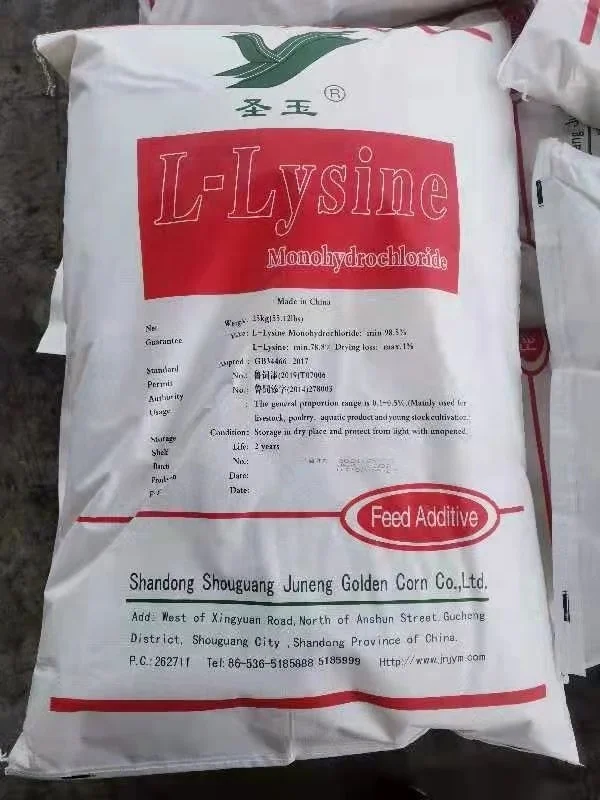 圣玉®
L-Lysine
Monohydrochloride
Made in China
Net Weight: 25kg(55.12lbs)
Guarantee Value: L-Lysine Monohydrochloride: min 98.5%
L-Lysine: min.78.8% Drying loss: max.1%
Standard Adapted: GB34466-2017
Permit No.: 鲁饲添(2019)T07006
Authority No.: 鲁饲添字(2014)278003
Usage : The general proportion range is 0.1-0.5%.(Mainly used for
livestock, poultry, aquatic product and young stock cultivation.
Storage Condition: Storage in dry place and protect from light with unopened.
Shelf Life: 2 years
Batch No.:
Date:
Date:
Feed Additive
Shandong Shouguang Juneng Golden Corn Co.,Ltd.
Add: West of Xingyuan Road,North of Anshun Street.Gucheng
District, Shouguang City ,Shandong Province of China.
P.C.:262711 Tel:86-536-5185888 5185999 Http://www.jnjym.com